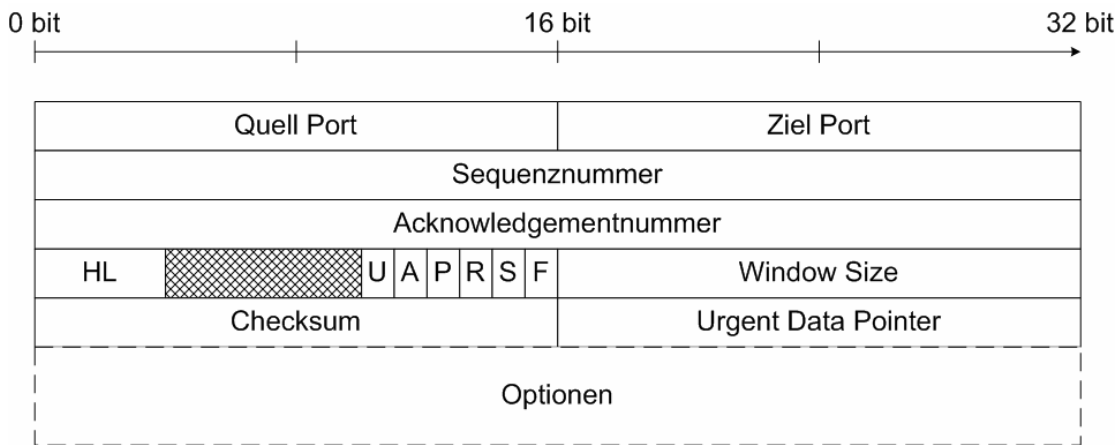 0 bit 16 bit 32 bit
Quell Port Ziel Port
Sequenznummer
Acknowledgementnummer
HL U A P R S F Window Size
Checksum Urgent Data Pointer
Optionen